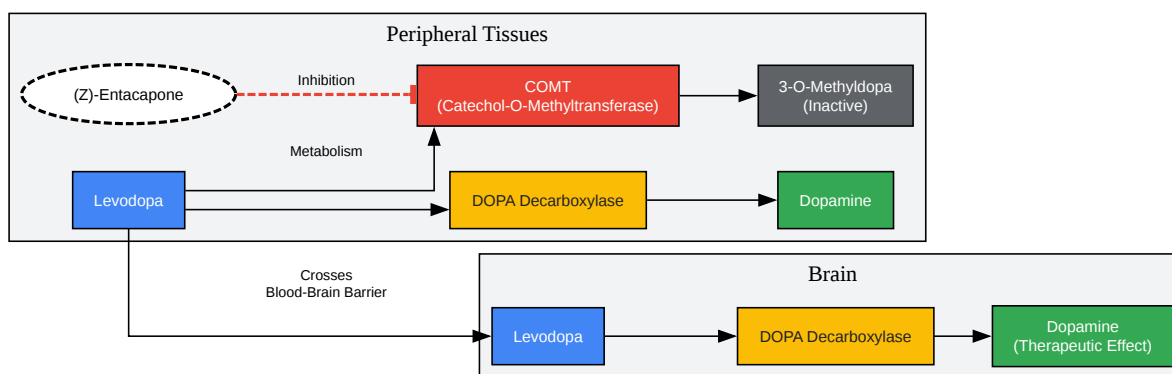 Peripheral Tissues
(Z)-Entacapone
Inhibition
COMT
(Catechol-O-Methyltransferase)
3-O-Methyldopa
(Inactive)
Metabolism
Levodopa
DOPA Decarboxylase
Dopamine
Crosses
Blood-Brain Barrier
Brain
Levodopa
DOPA Decarboxylase
Dopamine
(Therapeutic Effect)